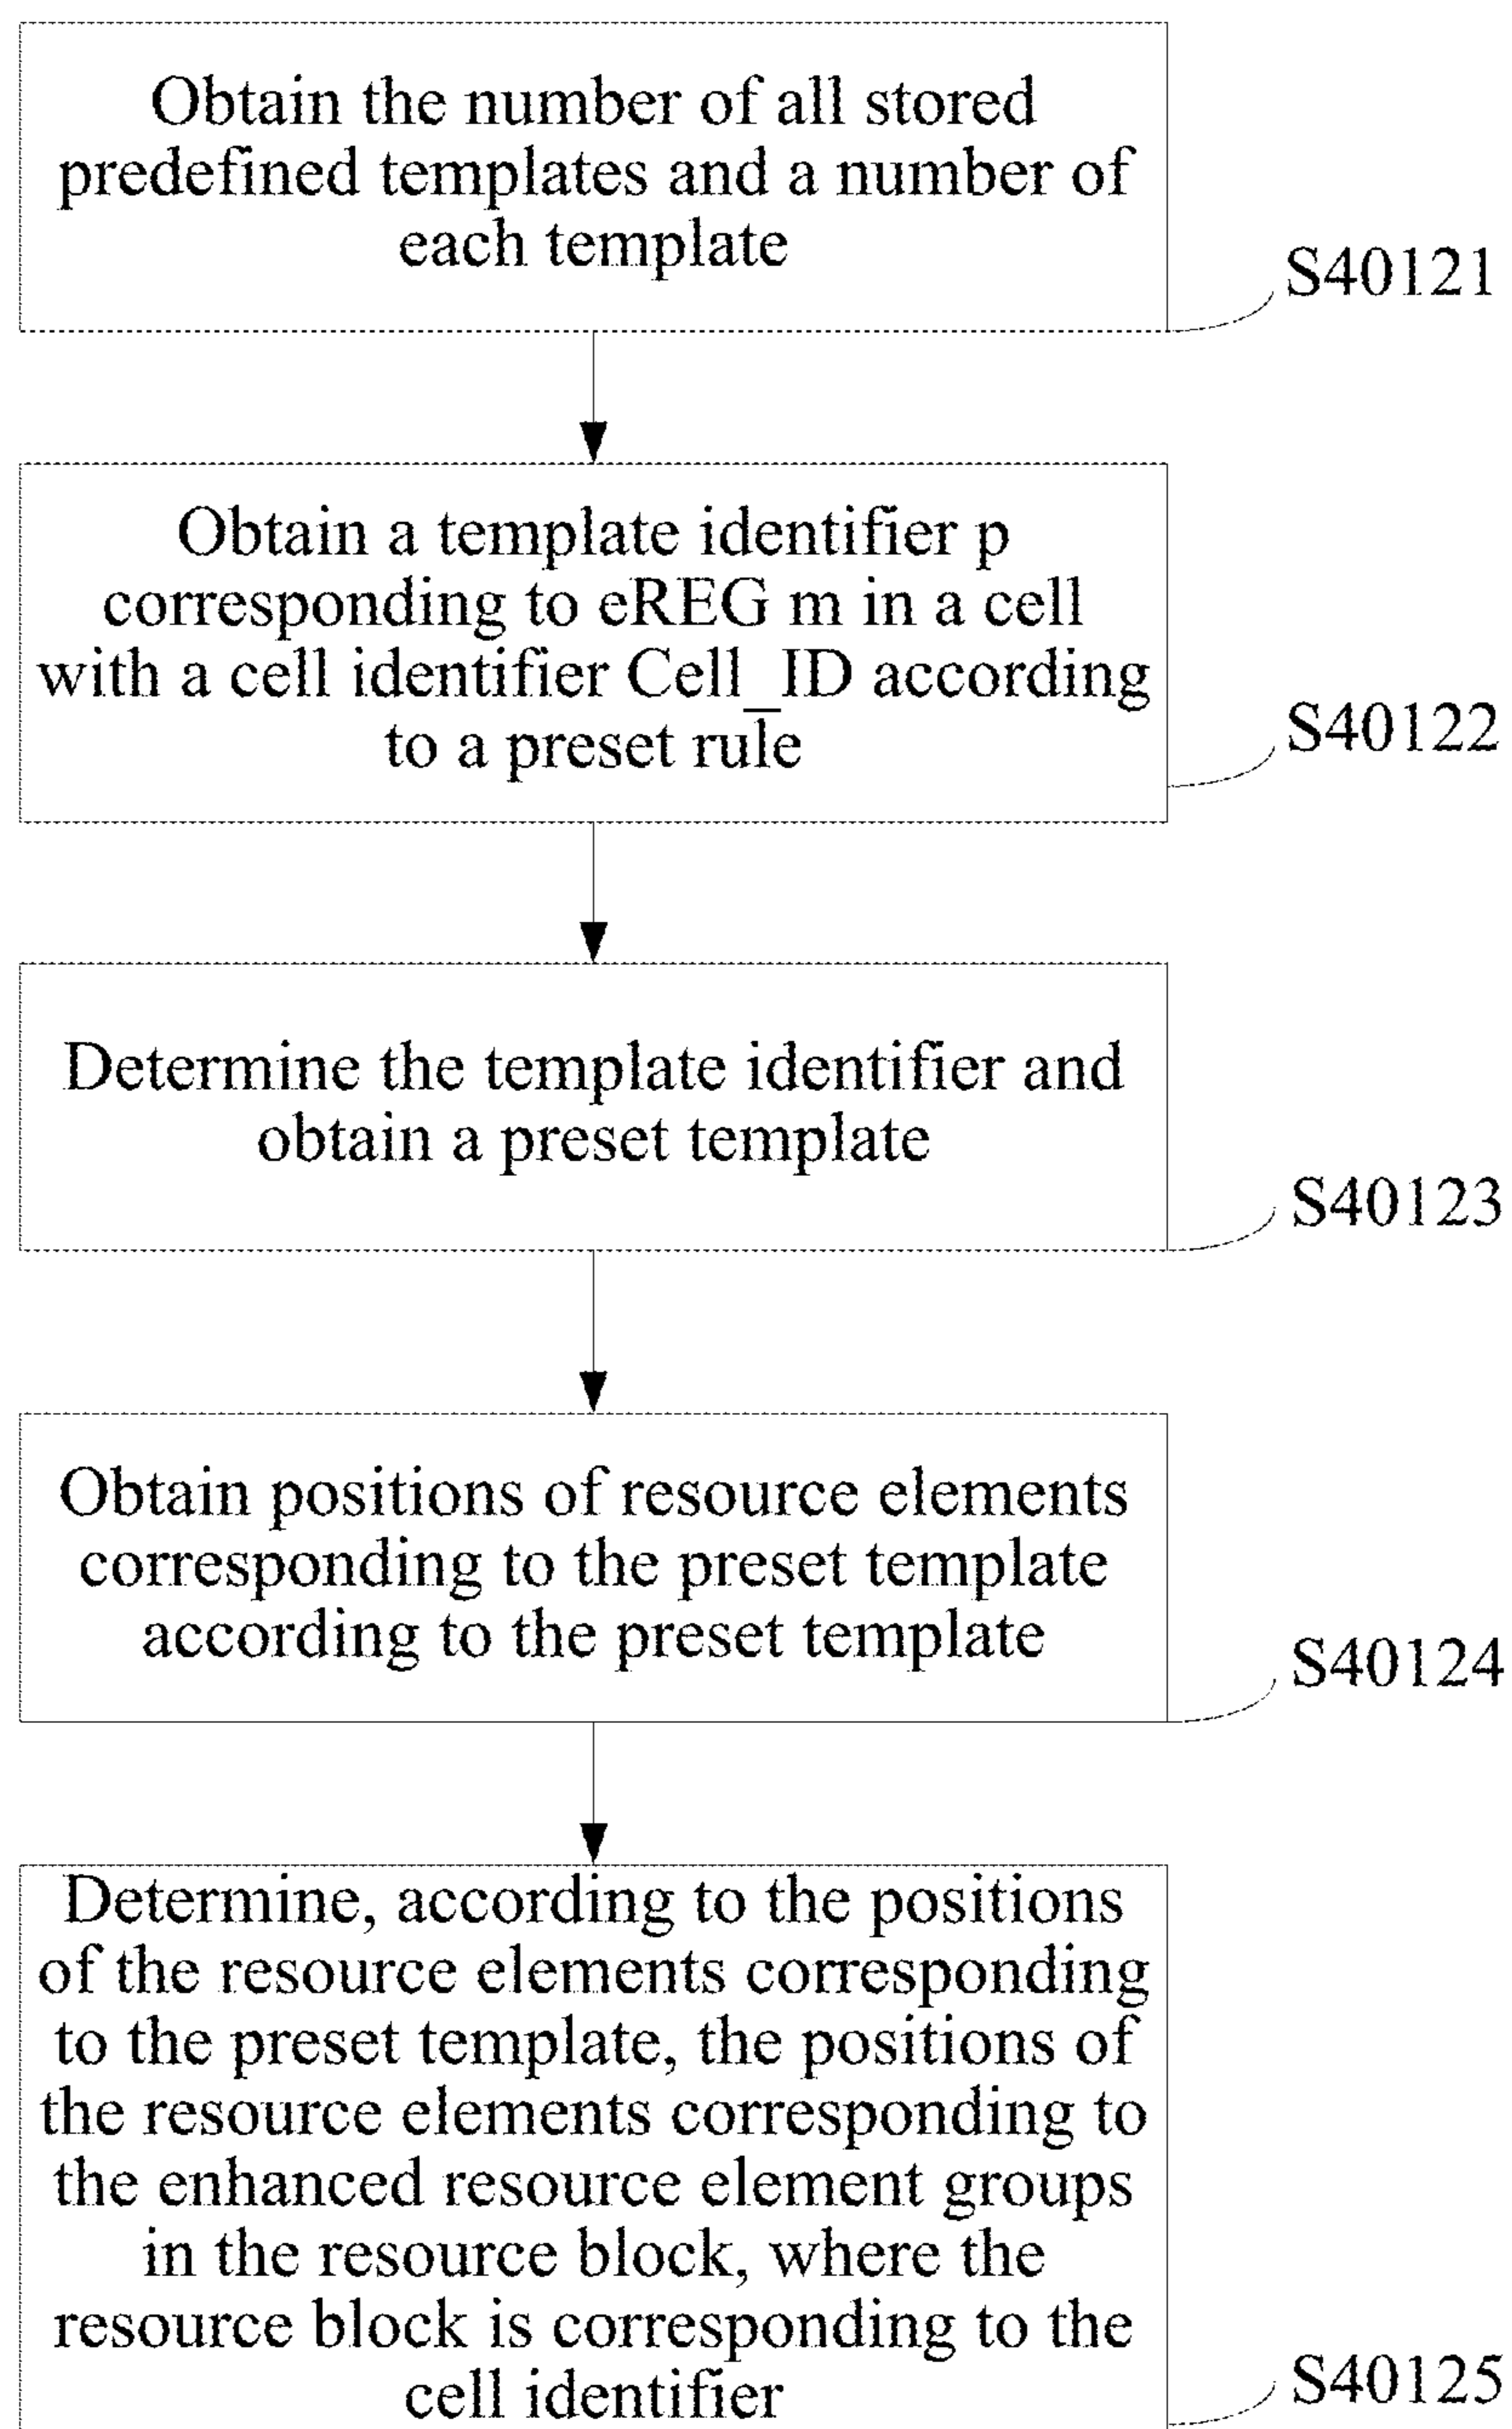 Obtain the number of all stored
predefined templates and a number of
each template
S40121
Obtain a template identifier p
corresponding to eREG m in a cell
with a cell identifier Cell_ID according
to a preset rule
S40122
Determine the template identifier and
obtain a preset template
S40123
Obtain positions of resource elements
corresponding to the preset template
according to the preset template
S40124
Determine, according to the positions
of the resource elements corresponding
to the preset template, the positions of
the resource elements corresponding to
the enhanced resource element groups
in the resource block, where the
resource block is corresponding to the
cell identifier
S40125